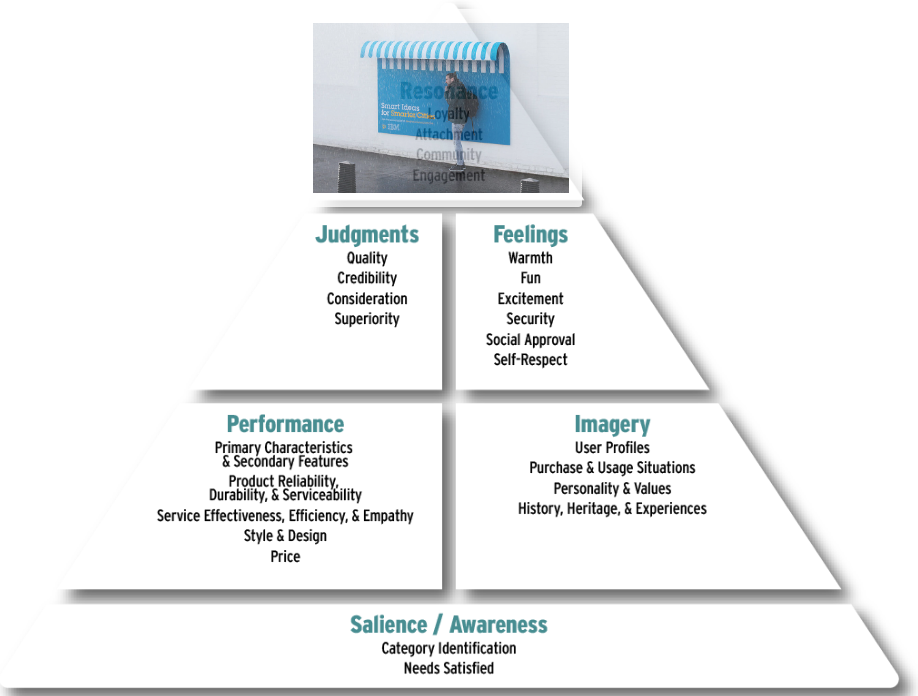 Resonance
Loyalty
Attachment
Community
Engagement
Smart Ideas
for Smarter Cities
IBM
Judgments
Quality
Credibility
Consideration
Superiority
Feelings
Warmth
Fun
Excitement
Security
Social Approval
Self-Respect
Performance
Primary Characteristics
& Secondary Features
Product Reliability,
Durability, & Serviceability
Service Effectiveness, Efficiency, & Empathy
Style & Design
Price
Imagery
User Profiles
Purchase & Usage Situations
Personality & Values
History, Heritage, & Experiences
Salience / Awareness
Category Identification
Needs Satisfied